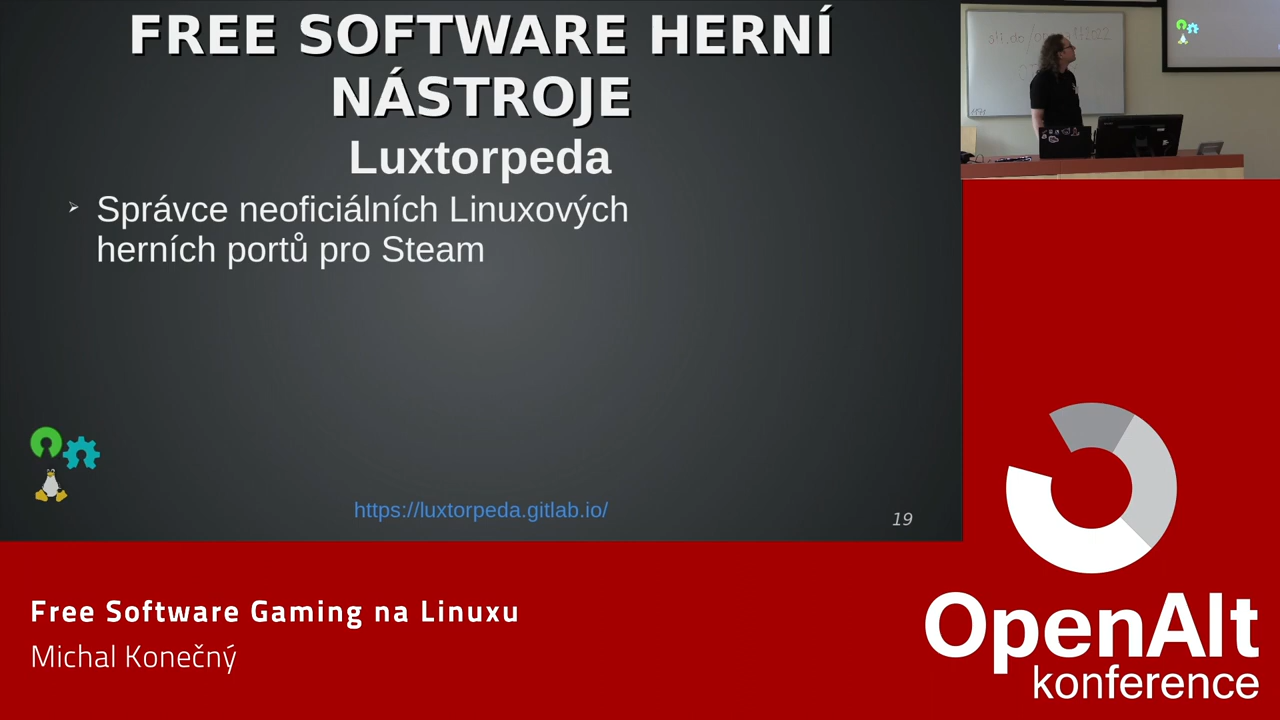 FREE SOFTWARE HERNÍ
NÁSTROJE
Luxtorpeda
Správce neoficiálních Linuxových
herních portů pro Steam
https://luxtorpeda.gitlab.io/
19
Free Software Gaming na Linuxu
Michal Konečný
OpenAlt
konference